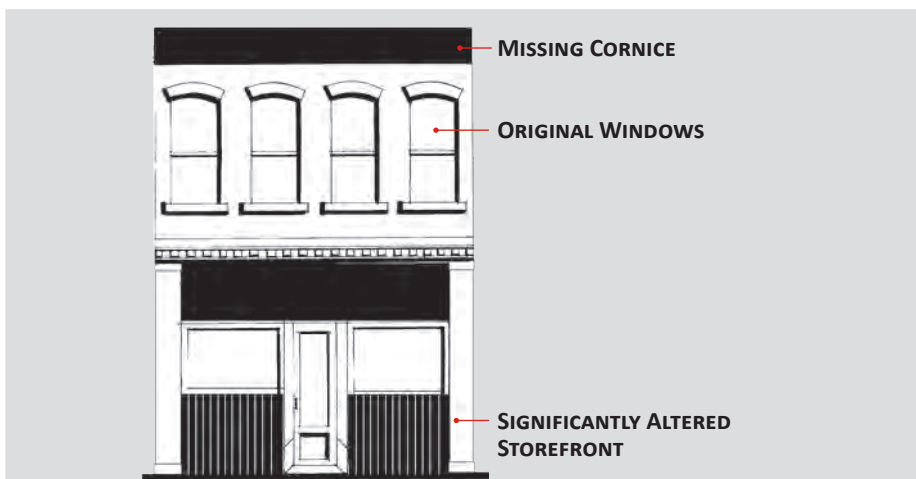 Missing Cornice
Original Windows
Significantly Altered
Storefront